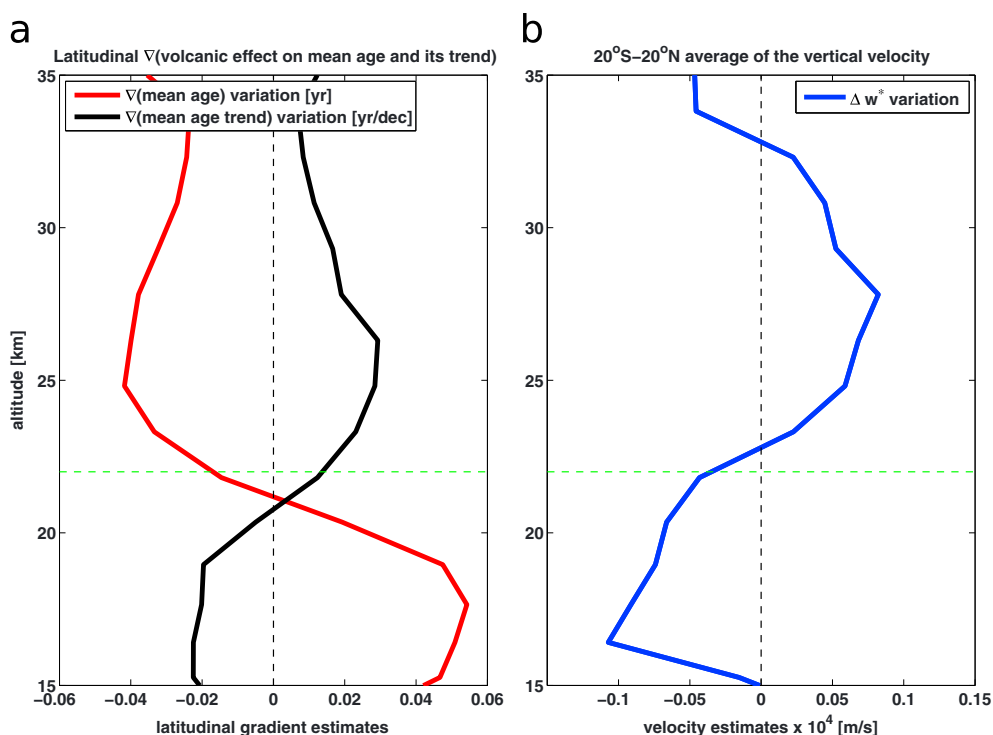 a
b
Latitudinal ∇(volcanic effect on mean age and its trend)
20°S−20°N average of the vertical velocity
∇(mean age) variation [yr]
∇(mean age trend) variation [yr/dec]
Δ w* variation
altitude [km]
35
30
25
20
15
−0.06 −0.04 −0.02 0 0.02 0.04 0.06
latitudinal gradient estimates
35
30
25
20
15
−0.1 −0.05 0 0.05 0.1 0.15
velocity estimates x 10⁴ [m/s]